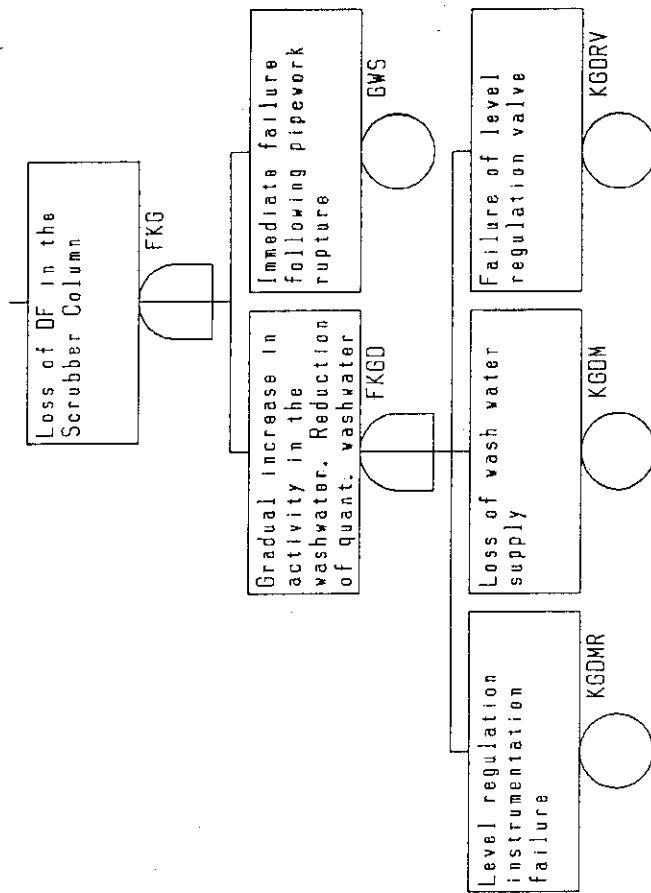 Loss of DF in the
Scrubber Column
FKG
Gradual increase in
activity in the
washwater. Reduction
of quant. washwater
FKGD
Immediate failure
following pipework
rupture
GWS
Level regulation
instrumentation
failure
KGDMR
Loss of wash water
supply
KGDM
Failure of level
regulation valve
KGDRV